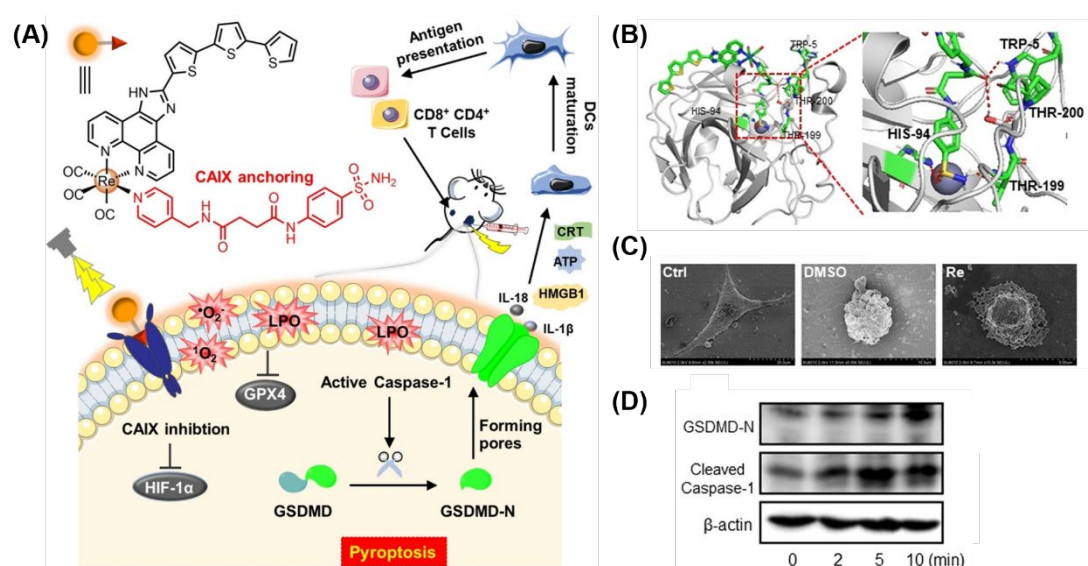 (A)
S
S
S
HN
N
N
N
OC
OC
CO
Re
N
CAIX anchoring
N
H
O
O
H
N
O
S
NH₂
O
Antigen
presentation
CD8⁺ CD4⁺
T Cells
DCs
maturation
CRT
ATP
HMGB1
IL-18
IL-1β
•O₂⁻
¹O₂
LPO
LPO
GPX4
Active Caspase-1
Forming
pores
CAIX inhibtion
HIF-1α
GSDMD
GSDMD-N
Pyroptosis
(B)
TRP-5
THR-200
HIS-94
THR-199
TRP-5
THR-200
HIS-94
THR-199
(C)
Ctrl
DMSO
Re
(D)
GSDMD-N
Cleaved
Caspase-1
β-actin
0 2 5 10 (min)